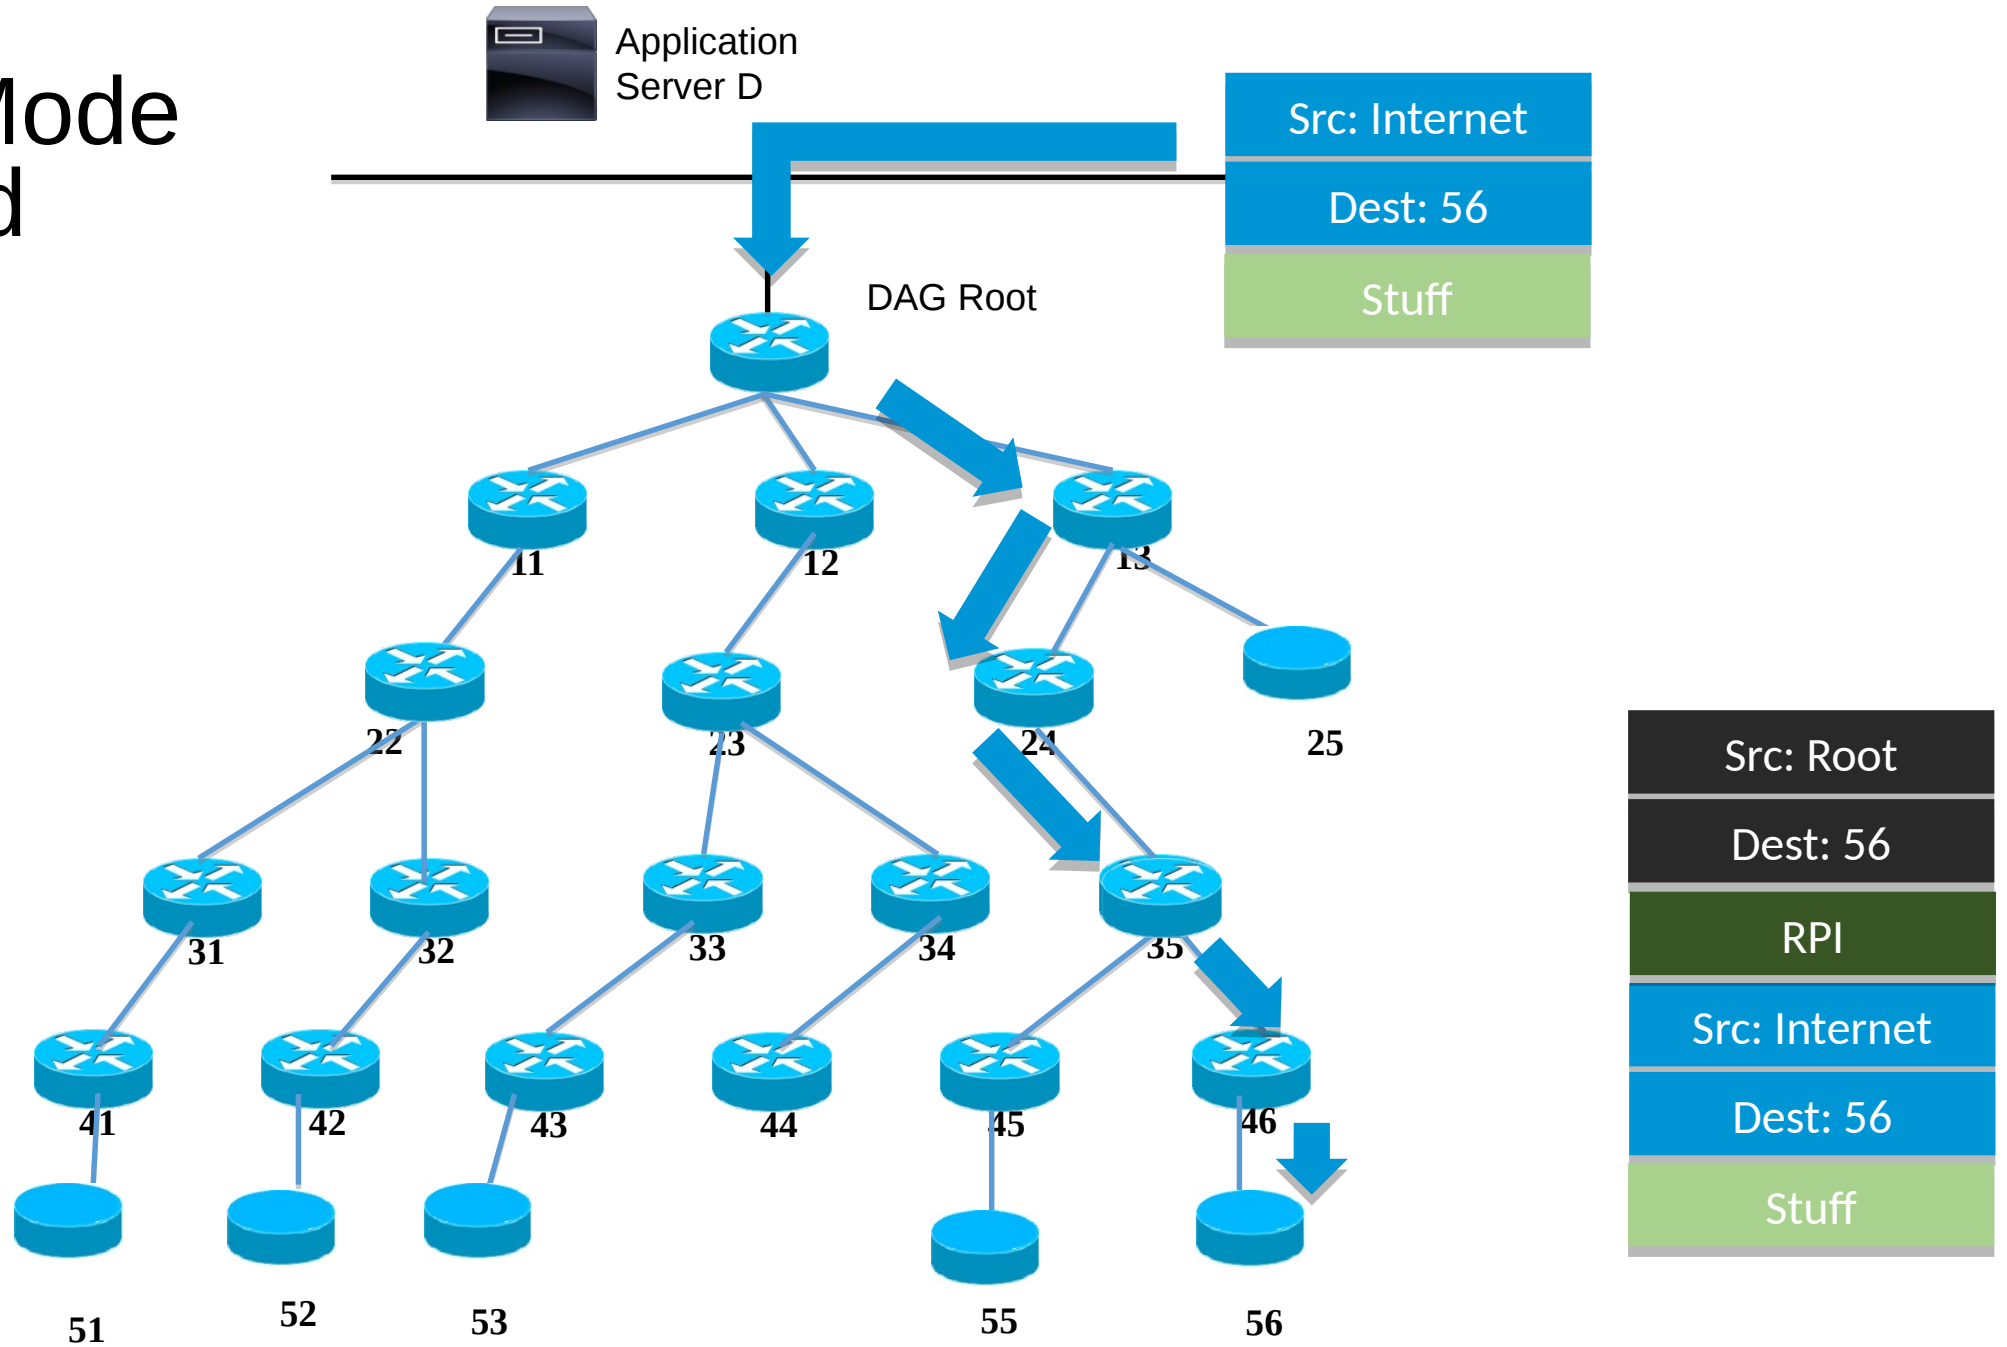 Application
Server D
Mode
d
Src: Internet
Dest: 56
Stuff
DAG Root
11
12
13
22
23
24
25
Src: Root
Dest: 56
RPI
Src: Internet
Dest: 56
Stuff
31
32
33
34
35
41
42
43
44
45
46
51
52
53
55
56